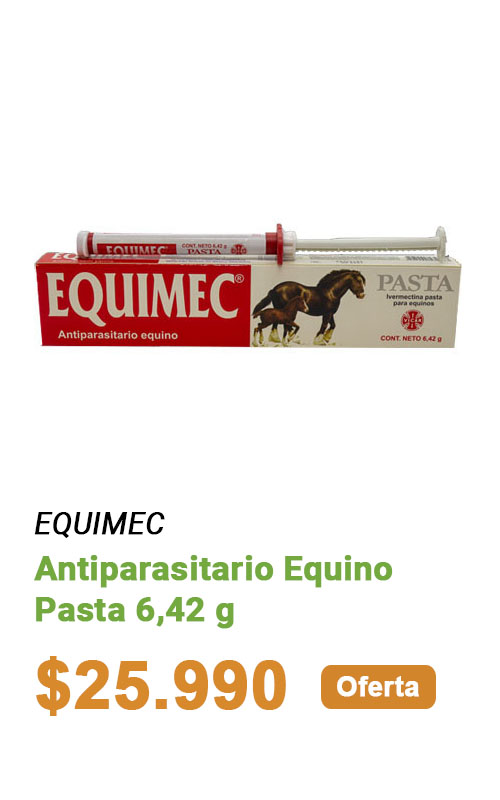 EQUIMEC
CONT. NETO 6,42 g
PASTA
EQUIMEC®
Antiparasitario equino
PASTA
Ivermectina pasta
para equinos
CONT. NETO 6,42 g
EQUIMEC
Antiparasitario Equino
Pasta 6,42 g
$25.990
Oferta